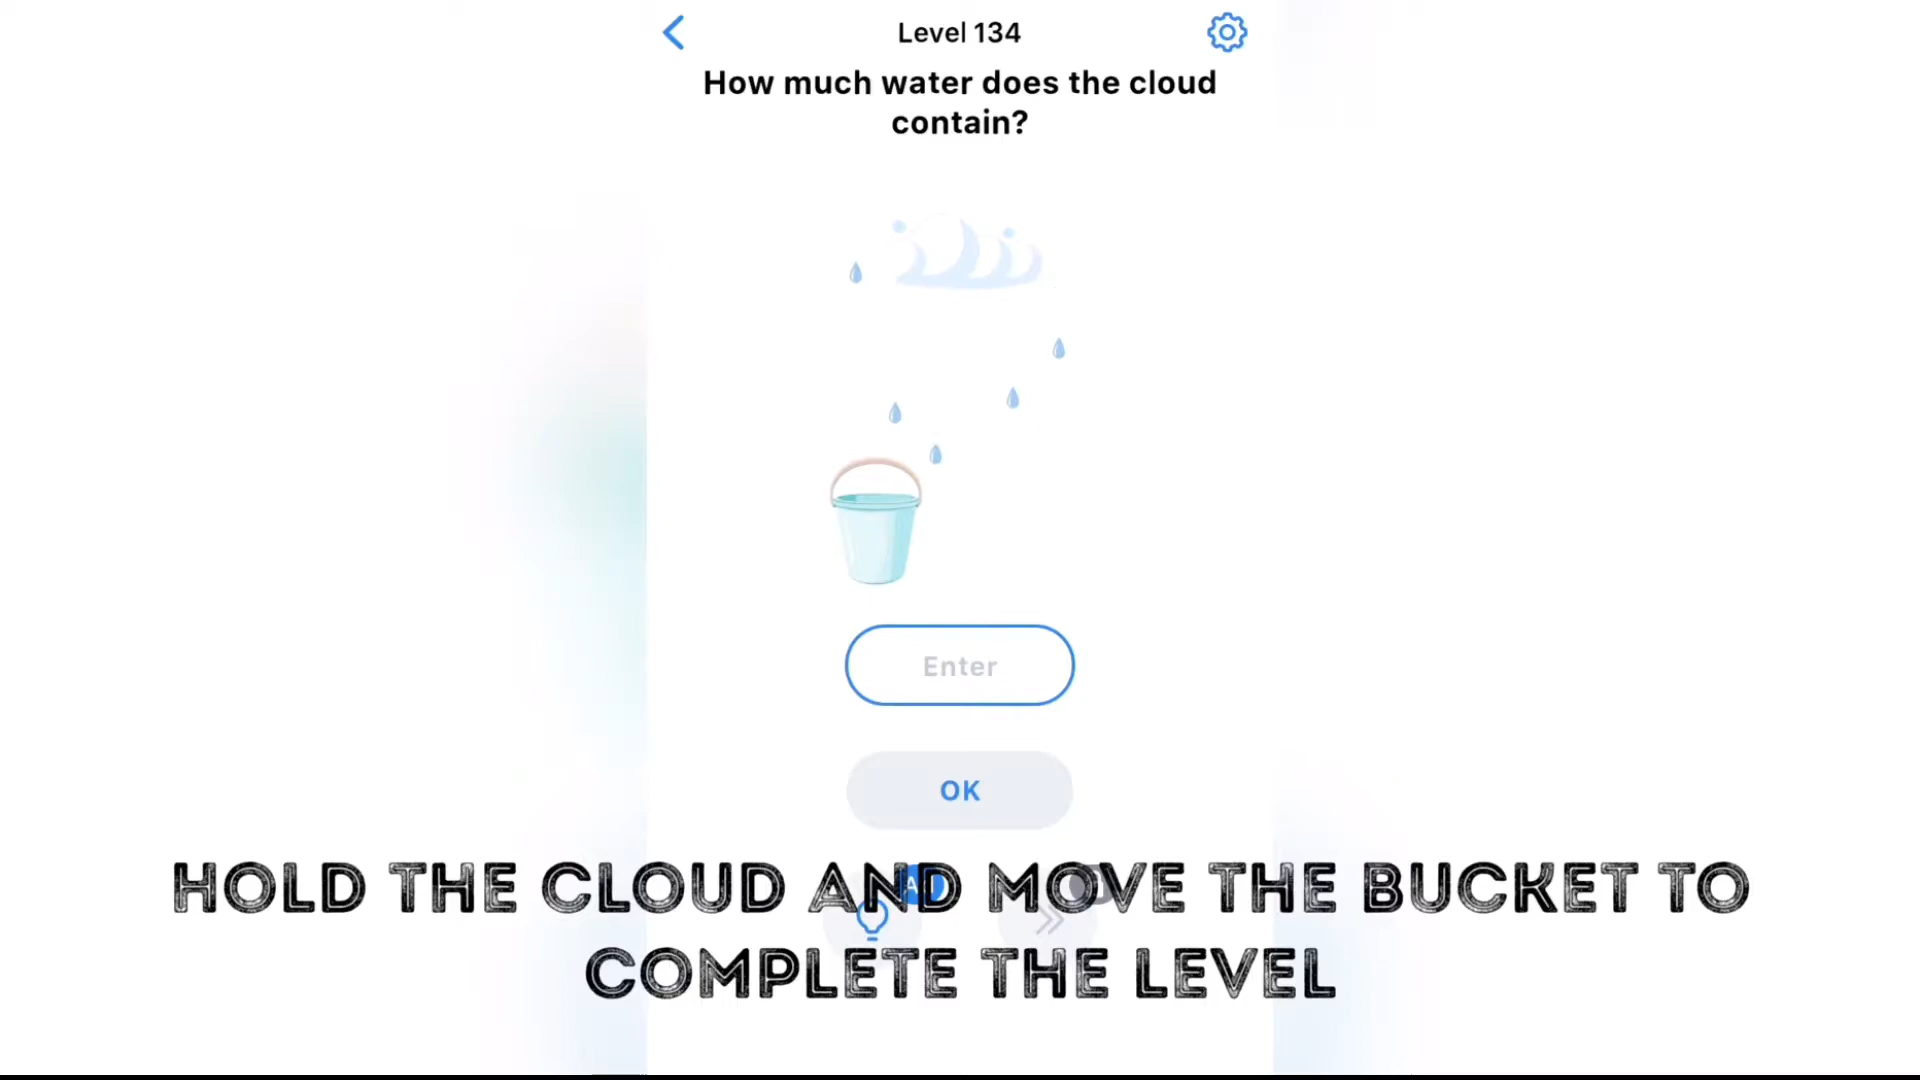 Level 134
How much water does the cloud
contain?
Enter
OK
HOLD THE CLOUD AND MOVE THE BUCKET TO
COMPLETE THE LEVEL